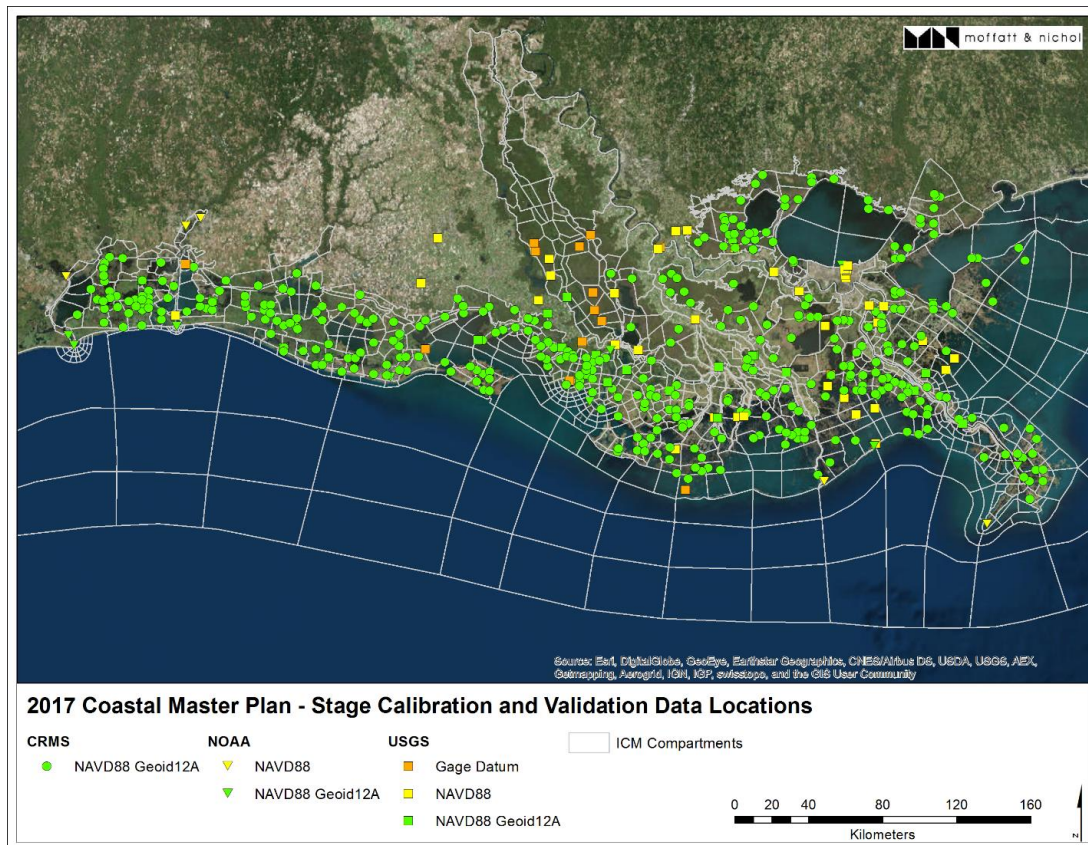 moffatt & nichol
Source: Esri, DigitalGlobe, GeoEye, Earthstar Geographics, CNES/Airbus DS, USDA, USGS, AEX,
Getmapping, Aerogrid, IGN, IGP, swisstopo, and the GIS User Community
2017 Coastal Master Plan - Stage Calibration and Validation Data Locations
CRMS
NAVD88 Geoid12A
NOAA
NAVD88
NAVD88 Geoid12A
USGS
Gage Datum
NAVD88
NAVD88 Geoid12A
ICM Compartments
0 10 20 40 80 120 160
Kilometers
N